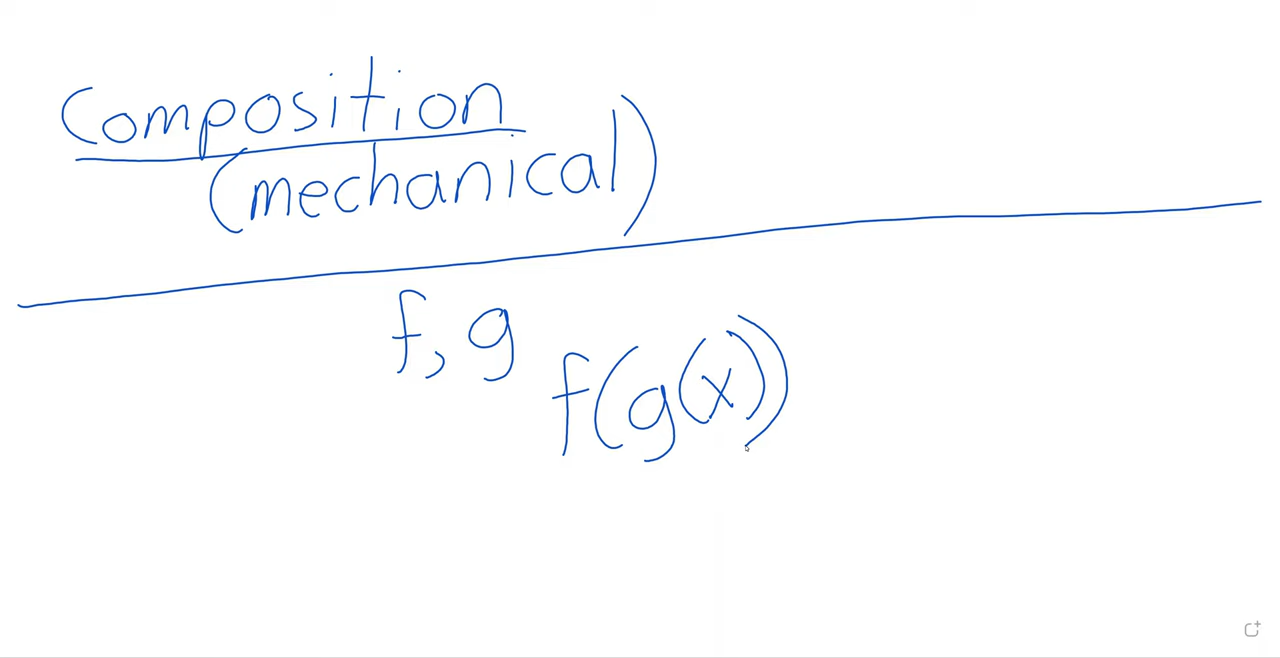 Composition
(mechanical)
f, g
f(g(x))